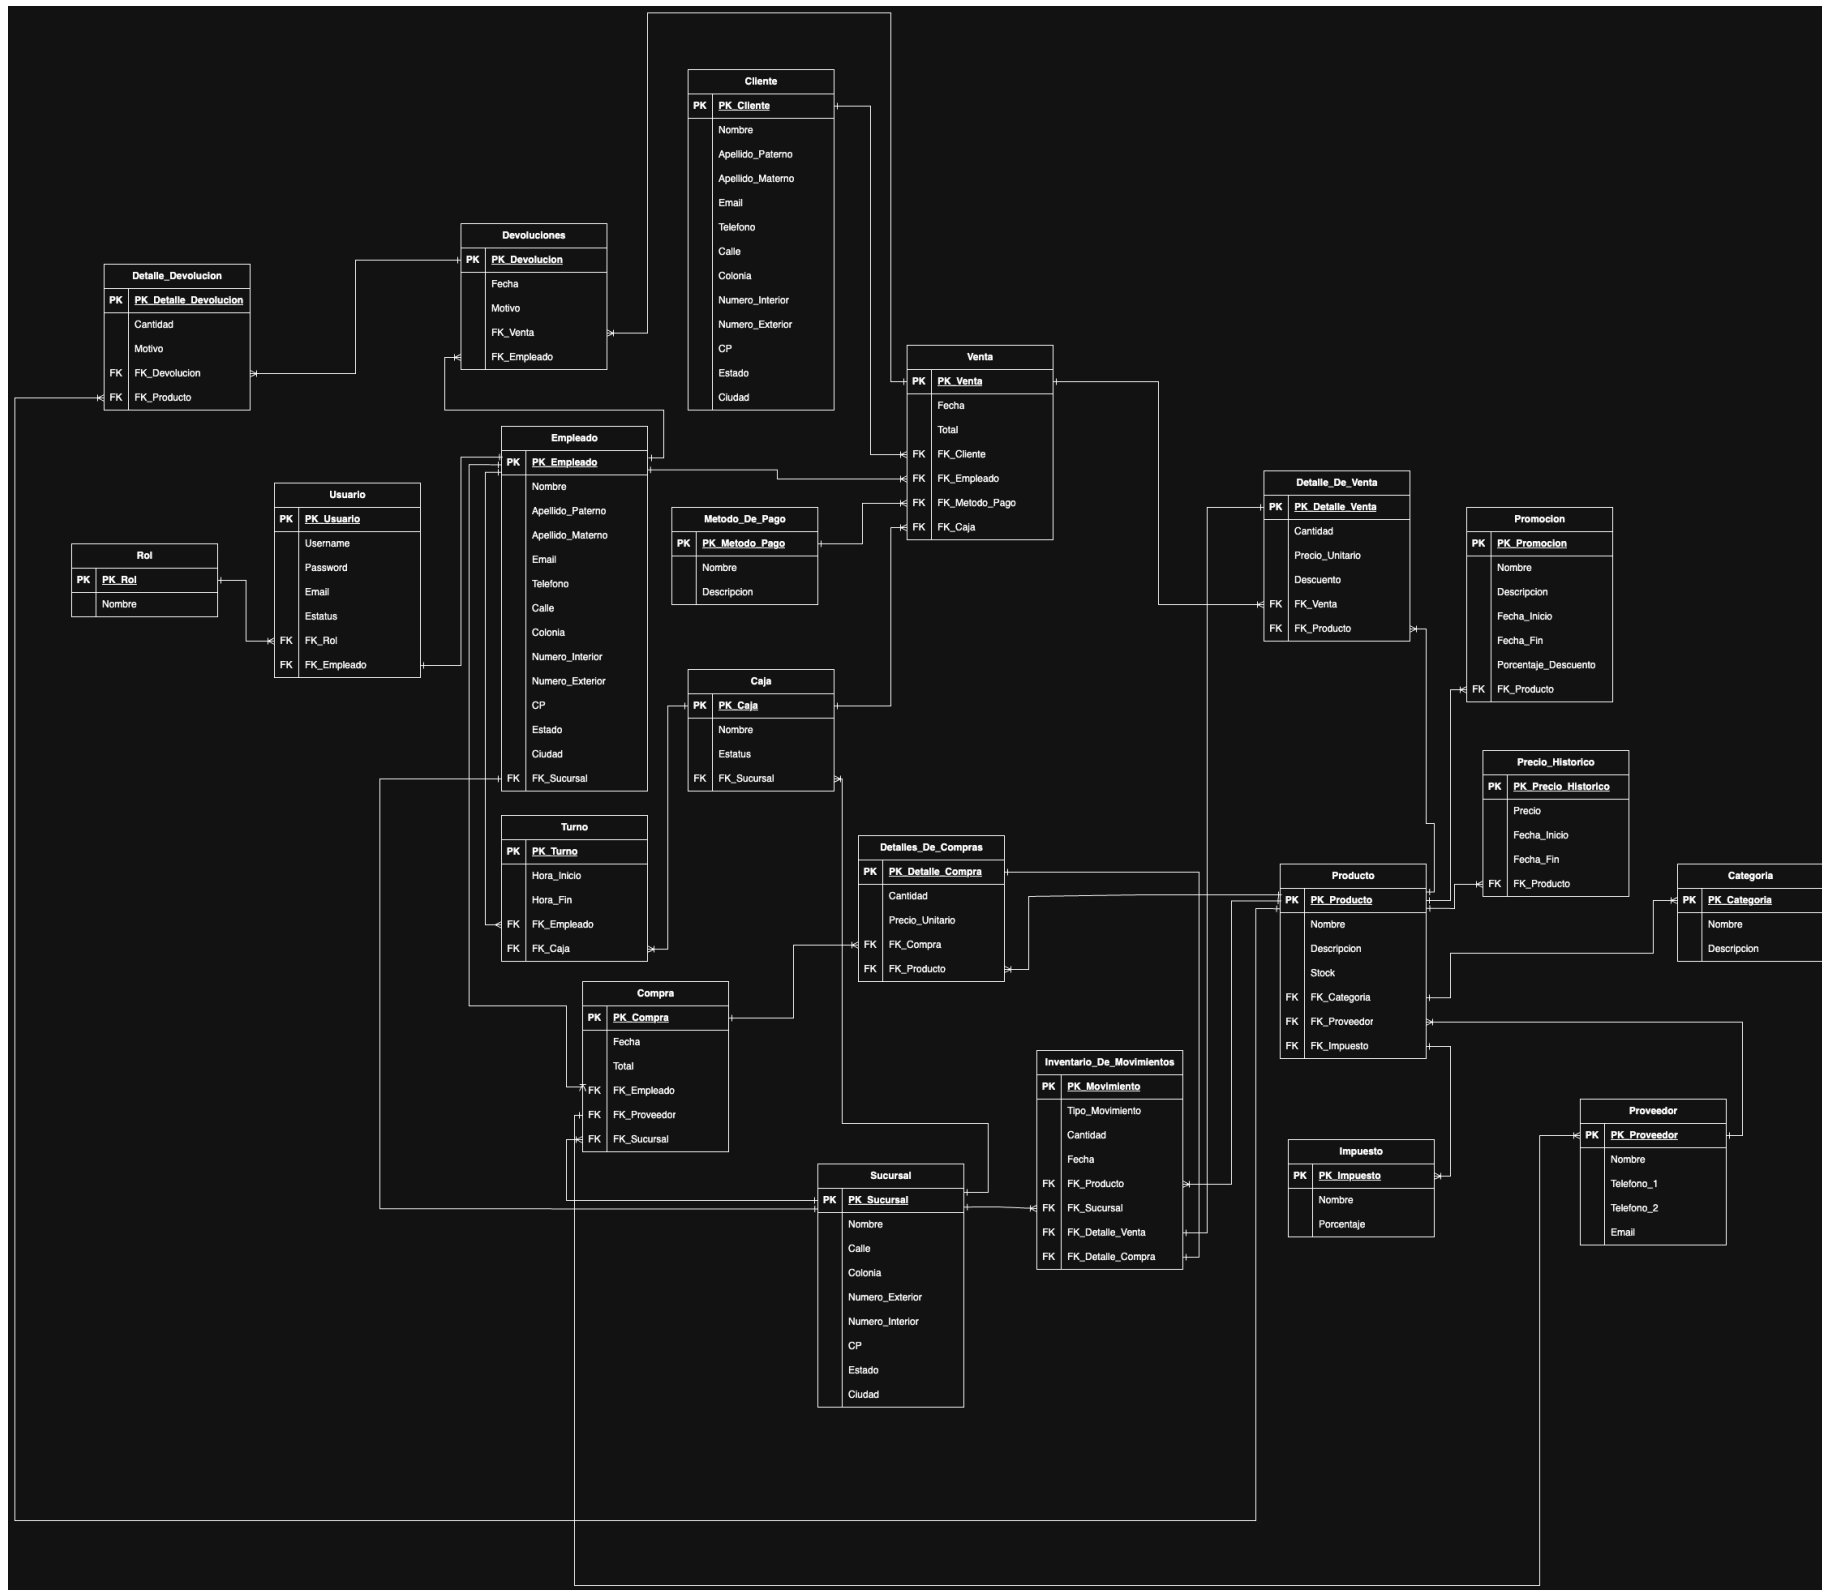 Cliente
PK PK_Cliente
Nombre
Apellido_Paterno
Apellido_Materno
Email
Telefono
Calle
Colonia
Numero_Interior
Numero_Exterior
CP
Estado
Ciudad
Devoluciones
PK PK_Devolucion
Fecha
Motivo
FK_Venta
FK_Empleado
Detalle_Devolucion
PK PK_Detalle_Devolucion
Cantidad
Motivo
FK FK_Devolucion
FK FK_Producto
Venta
PK PK_Venta
Fecha
Total
FK FK_Cliente
FK FK_Empleado
FK FK_Metodo_Pago
FK FK_Caja
Empleado
PK PK_Empleado
Nombre
Apellido_Paterno
Apellido_Materno
Email
Telefono
Calle
Colonia
Numero_Interior
Numero_Exterior
CP
Estado
Ciudad
FK FK_Sucursal
Usuario
PK PK_Usuario
Username
Password
Email
Estatus
FK FK_Rol
FK FK_Empleado
Rol
PK PK_Rol
Nombre
Metodo_De_Pago
PK PK_Metodo_Pago
Nombre
Descripcion
Detalle_De_Venta
PK PK_Detalle_Venta
Cantidad
Precio_Unitario
Descuento
FK FK_Venta
FK FK_Producto
Promocion
PK PK_Promocion
Nombre
Descripcion
Fecha_Inicio
Fecha_Fin
Porcentaje_Descuento
FK FK_Producto
Caja
PK PK_Caja
Nombre
Estatus
FK FK_Sucursal
Precio_Historico
PK PK_Precio_Historico
Precio
Fecha_Inicio
Fecha_Fin
FK FK_Producto
Turno
PK PK_Turno
Hora_Inicio
Hora_Fin
FK FK_Empleado
FK FK_Caja
Detalles_De_Compras
PK PK_Detalle_Compra
Cantidad
Precio_Unitario
FK FK_Compra
FK FK_Producto
Producto
PK PK_Producto
Nombre
Descripcion
Stock
FK FK_Categoria
FK FK_Proveedor
FK FK_Impuesto
Categoria
PK PK_Categoria
Nombre
Descripcion
Compra
PK PK_Compra
Fecha
Total
FK FK_Empleado
FK FK_Proveedor
FK FK_Sucursal
Inventario_De_Movimientos
PK PK_Movimiento
Tipo_Movimiento
Cantidad
Fecha
FK FK_Producto
FK FK_Sucursal
FK FK_Detalle_Venta
FK FK_Detalle_Compra
Proveedor
PK PK_Proveedor
Nombre
Telefono_1
Telefono_2
Email
Impuesto
PK PK_Impuesto
Nombre
Porcentaje
Sucursal
PK PK_Sucursal
Nombre
Calle
Colonia
Numero_Exterior
Numero_Interior
CP
Estado
Ciudad